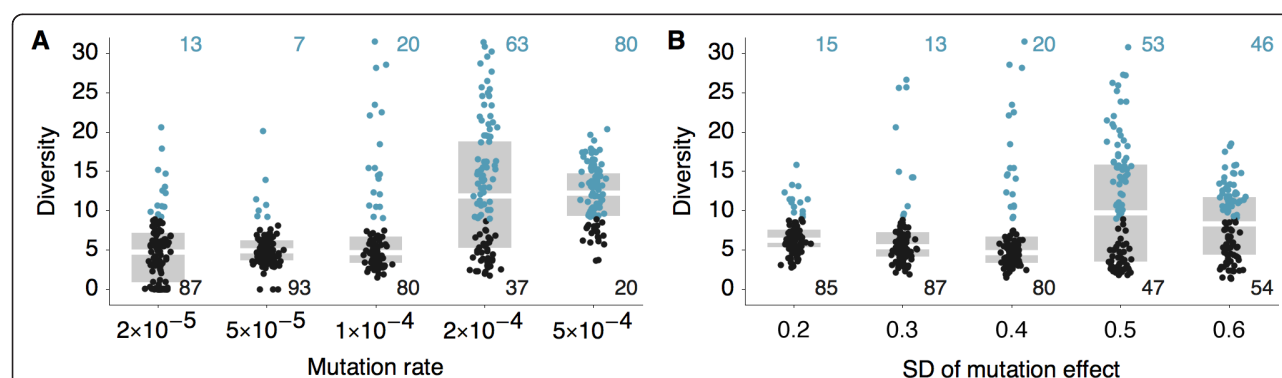 A
Diversity
30
25
20
15
10
5
0
13 7 20 63 80
87 93 80 37 20
2×10⁻⁵ 5×10⁻⁵ 1×10⁻⁴ 2×10⁻⁴ 5×10⁻⁴
Mutation rate
B
Diversity
30
25
20
15
10
5
0
15 13 20 53 46
85 87 80 47 54
0.2 0.3 0.4 0.5 0.6
SD of mutation effect